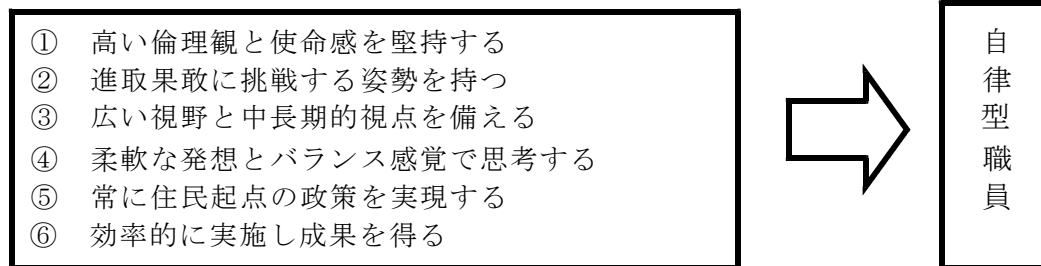 ① 高い倫理観と使命感を堅持する
② 進取果敢に挑戦する姿勢を持つ
③ 広い視野と中長期的視点を備える
④ 柔軟な発想とバランス感覚で思考する
⑤ 常に住民起点の政策を実現する
⑥ 効率的に実施し成果を得る
自律型職員